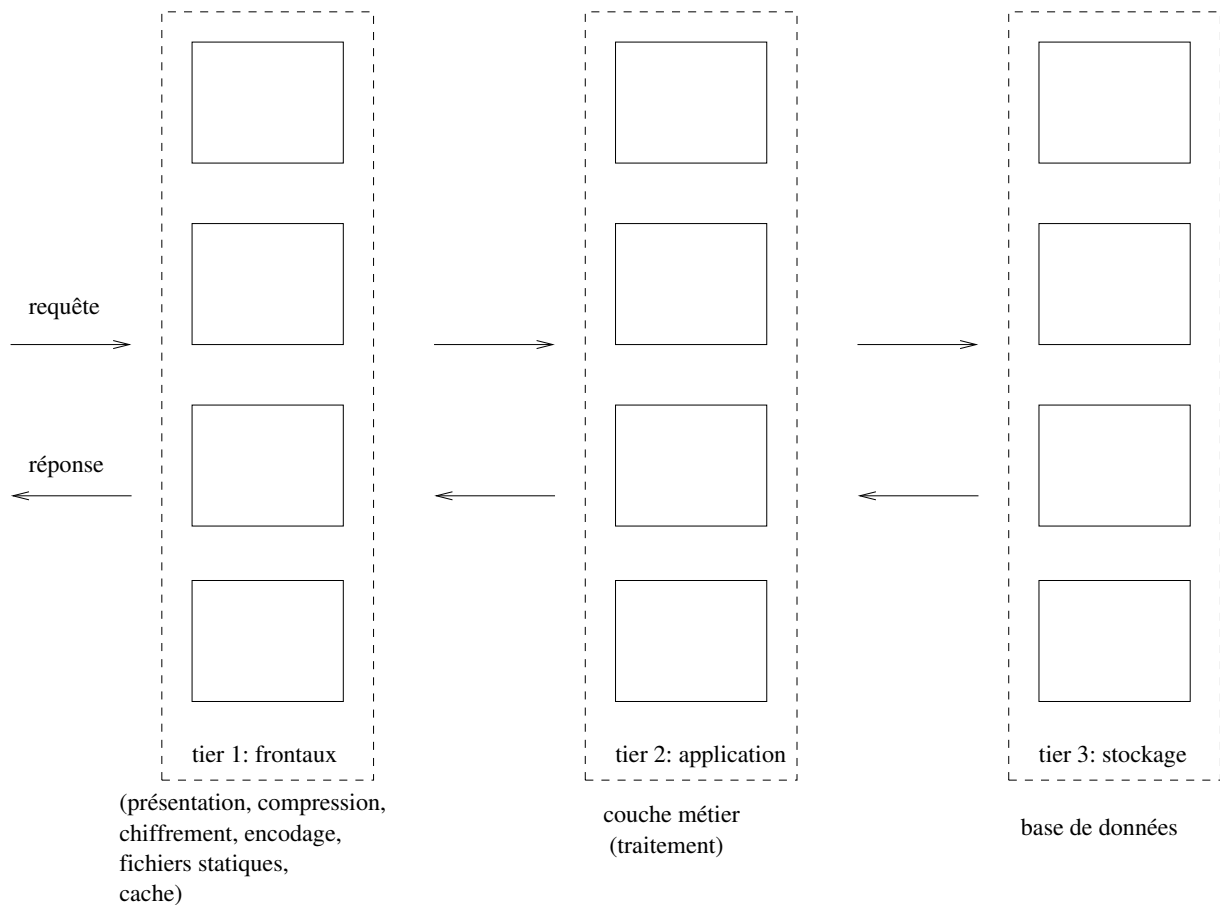 requête
réponse
tier 1: frontaux
tier 2: application
tier 3: stockage
(présentation, compression,
chiffrement, encodage,
fichiers statiques,
cache)
couche métier
(traitement)
base de données